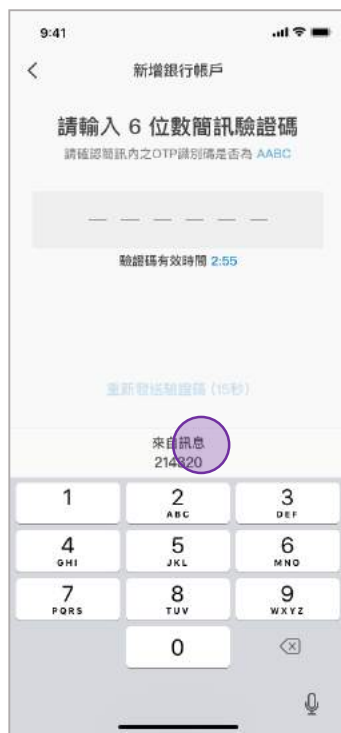 9:41
新增銀行帳戶
請輸入 6 位數簡訊驗證碼
請確認簡訊內之OTP識別碼是否為 AABC
驗證碼有效時間 2:55
重新發送驗證碼 (15秒)
來自訊息
214320
1
2
ABC
3
DEF
4
GHI
5
JKL
6
MNO
7
PQRS
8
TUV
9
WXYZ
0